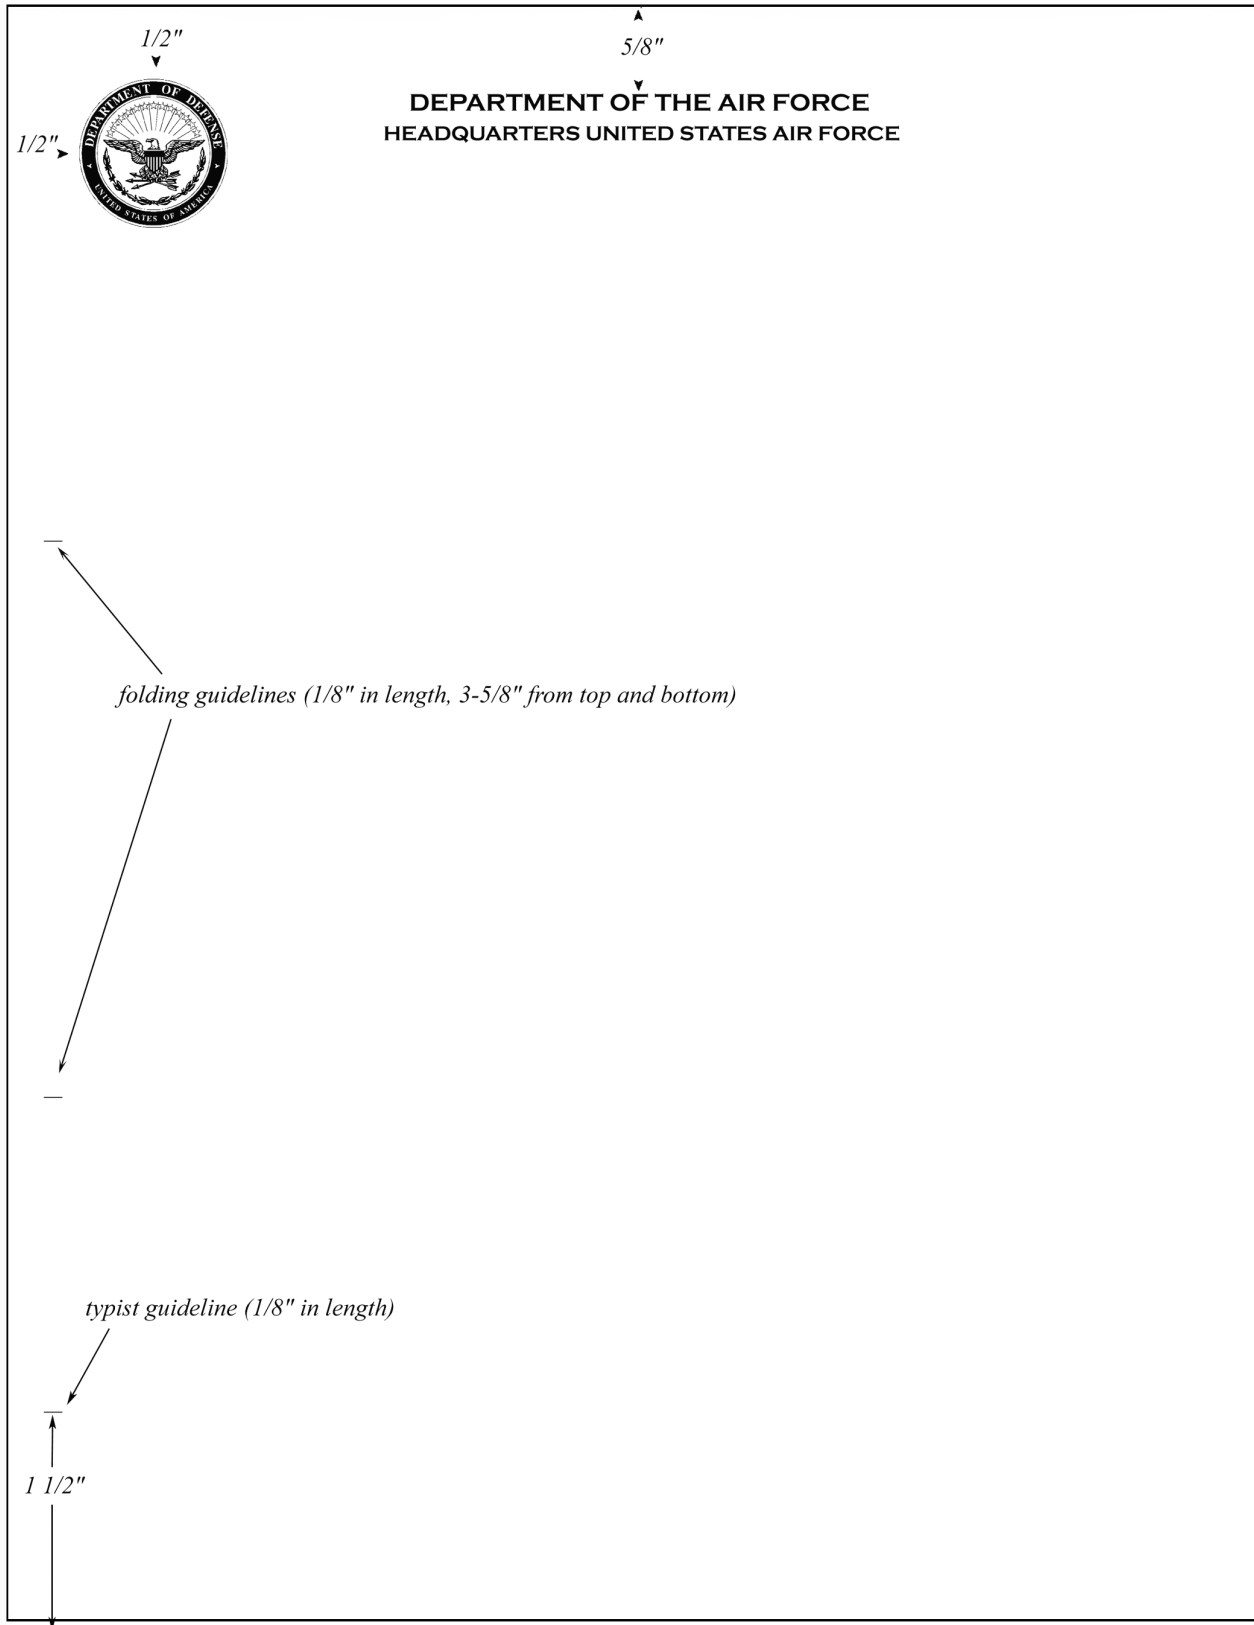 1/2"
5/8"
DEPARTMENT OF DEFENSE
UNITED STATES OF AMERICA
1/2"
DEPARTMENT OF THE AIR FORCE
HEADQUARTERS UNITED STATES AIR FORCE
folding guidelines (1/8" in length, 3-5/8" from top and bottom)
typist guideline (1/8" in length)
1 1/2"